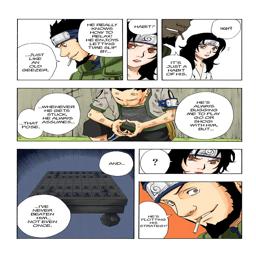 HE REALLY
KNOWS
HOW TO
RELAX!
HE ENJOYS
LETTING
TIME SLIP
BY...
...JUST
LIKE
AN
OLD
GEEZER.
HABIT?
HUH?
IT'S
JUST A
HABIT
OF HIS.
...WHENEVER
HE GETS
STUCK,
HE ALWAYS
ASSUMES...
...THAT
POSE.
HE'S
ALWAYS
BUGGING
ME TO PLAY
GO OR
SHOGI
WITH HIM,
BUT...
AND...
...I'VE
NEVER
BEATEN
HIM.
NOT EVEN
ONCE.
?
HE'S
PLOTTING
HIS
STRATEGY!